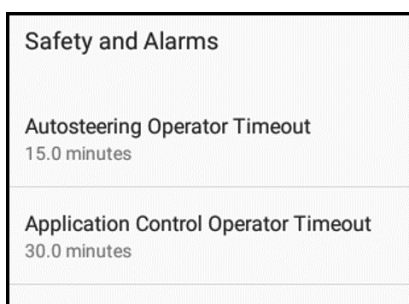 Safety and Alarms
Autosteering Operator Timeout
15.0 minutes
Application Control Operator Timeout
30.0 minutes